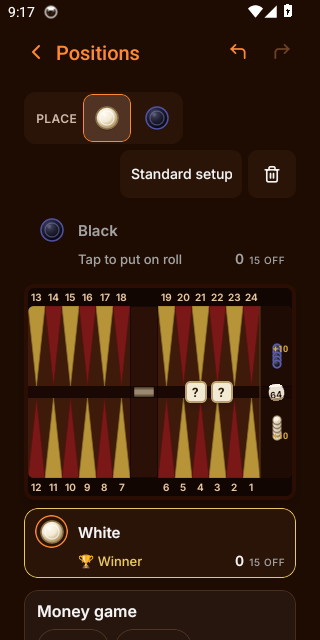 9:17
Positions
PLACE
Standard setup
Black
Tap to put on roll 0 15 OFF
13 14 15 16 17 18 19 20 21 22 23 24
+10
? ? 64
+10
12 11 10 9 8 7 6 5 4 3 2 1
White
🏆 Winner 0 15 OFF
Money game